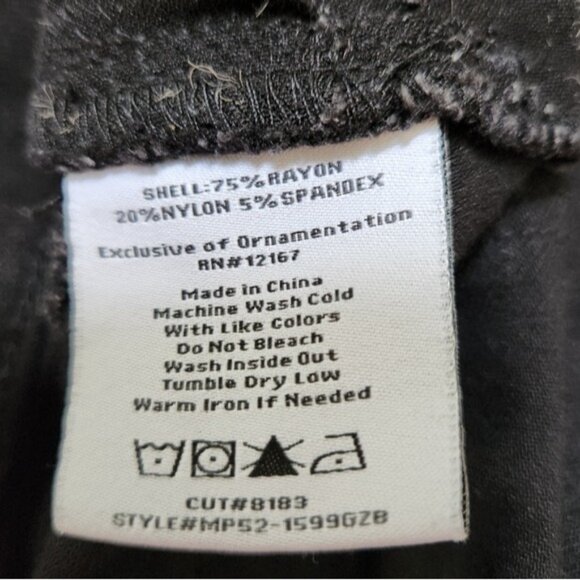 SHELL:75%RAYON
20%NYLON 5%SPANDEX
Exclusive of Ornamentation
RN#12167
Made in China
Machine Wash Cold
With Like Colors
Do Not Bleach
Wash Inside Out
Tumble Dry Low
Warm Iron If Needed
CUT#8183
STYLE#MP52-1599GZB